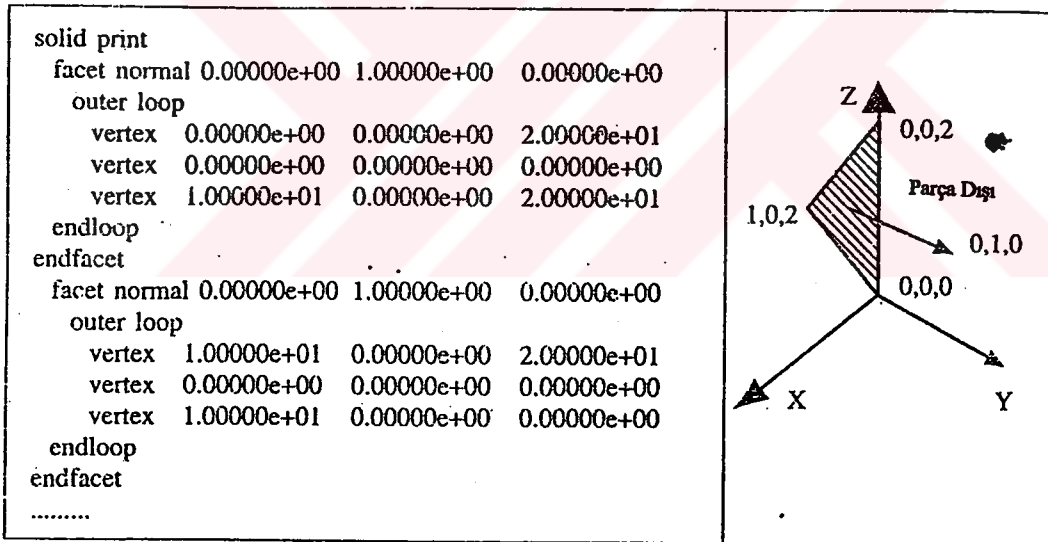 solid print
facet normal 0.00000e+00 1.00000e+00 0.00000e+00
outer loop
vertex 0.00000e+00 0.00000e+00 2.00000e+01
vertex 0.00000e+00 0.00000e+00 0.00000e+00
vertex 1.00000e+01 0.00000e+00 2.00000e+01
endloop
endfacet
facet normal 0.00000e+00 1.00000e+00 0.00000e+00
outer loop
vertex 1.00000e+01 0.00000e+00 2.00000e+01
vertex 0.00000e+00 0.00000e+00 0.00000e+00
vertex 1.00000e+01 0.00000e+00 0.00000e+00
endloop
endfacet
.........
Z
0,0,2
Parça Dışı
1,0,2
0,1,0
0,0,0
X
Y